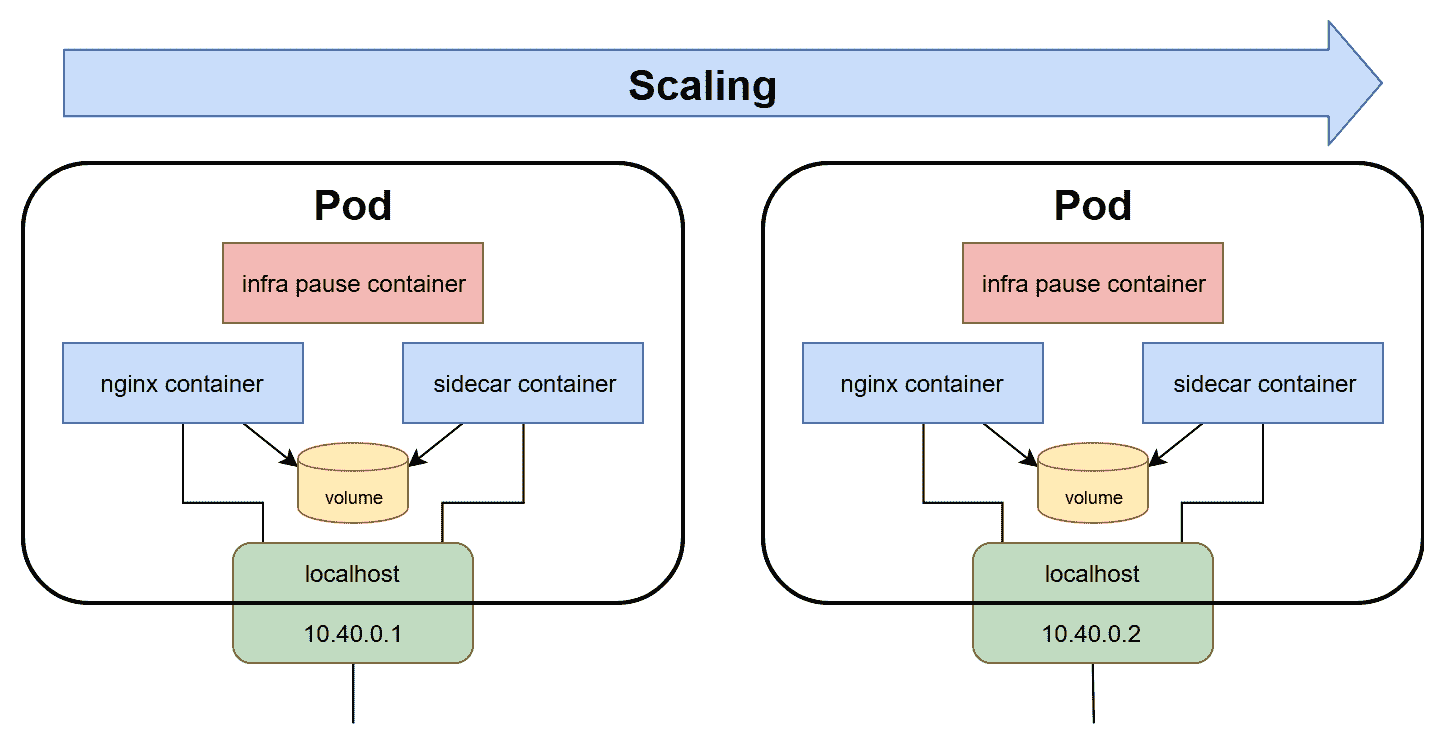 Scaling
Pod
infra pause container
nginx container
sidecar container
volume
localhost
10.40.0.1
Pod
infra pause container
nginx container
sidecar container
volume
localhost
10.40.0.2